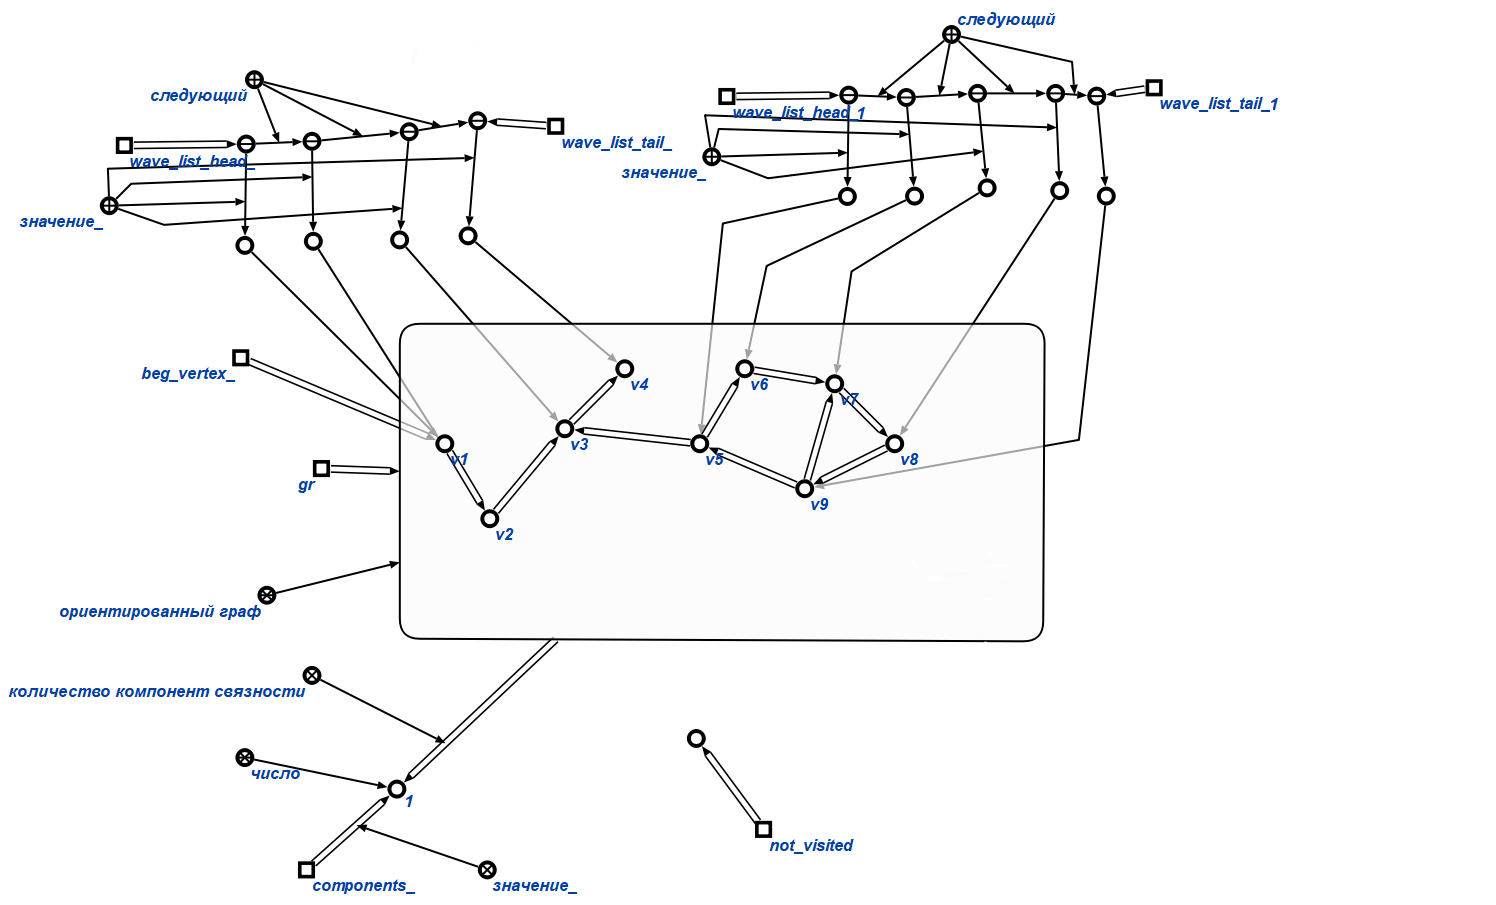 следующий
следующий
wave_list_head_
wave_list_tail_
wave_list_head_1
wave_list_tail_1
значение_
значение_
beg_vertex_
gr
v1
v2
v3
v4
v5
v6
v7
v8
v9
ориентированный граф
количество компонент связности
число
1
not_visited
components_
значение_